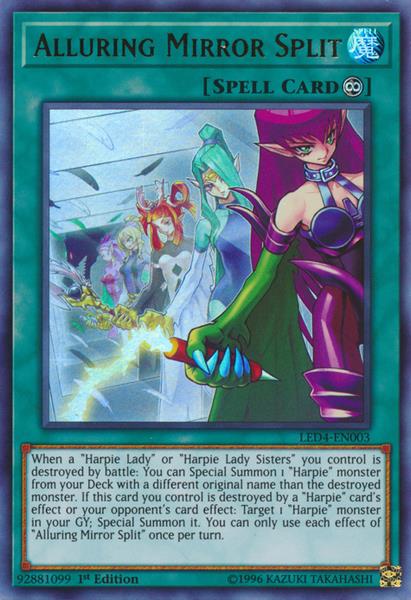 ALLURING MIRROR SPLIT
[SPELL CARD]
LED4-EN003
When a "Harpie Lady" or "Harpie Lady Sisters" you control is
destroyed by battle: You can Special Summon 1 "Harpie" monster
from your Deck with a different original name than the destroyed
monster. If this card you control is destroyed by a "Harpie" card's
effect or your opponent's card effect: Target 1 "Harpie" monster
in your GY; Special Summon it. You can only use each effect of
"Alluring Mirror Split" once per turn.
92881099 1st Edition ©1996 KAZUKI TAKAHASHI